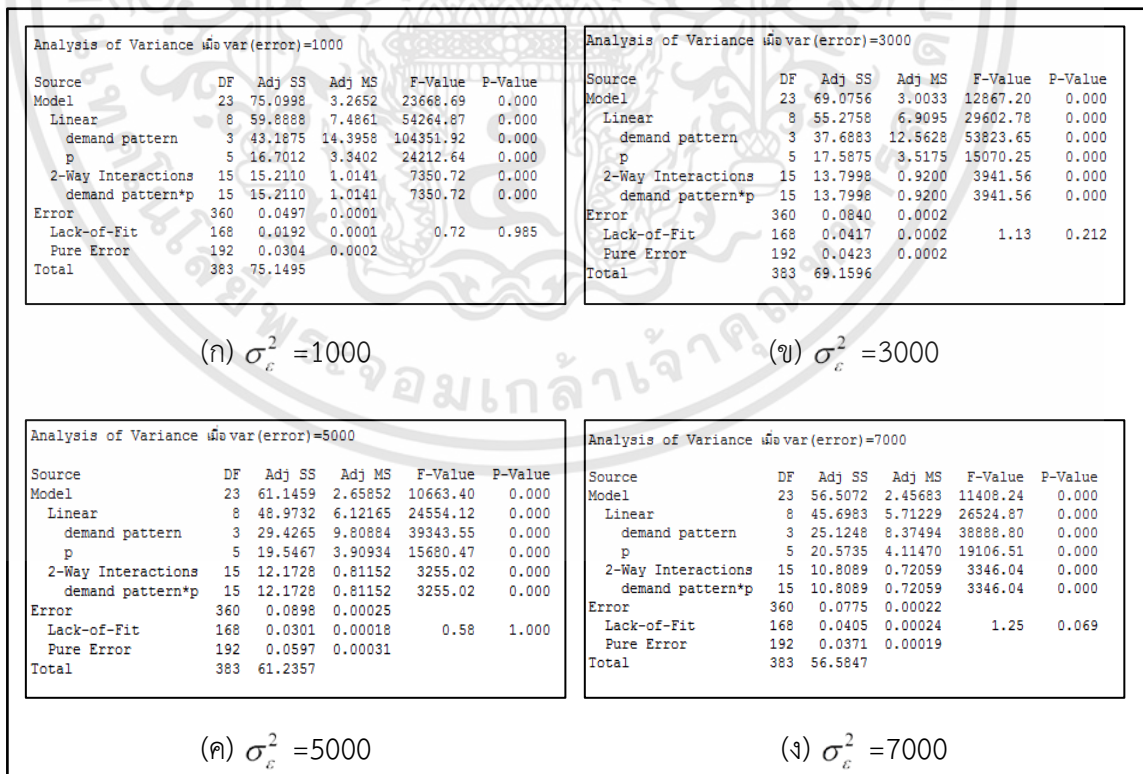 Analysis of Variance เมื่อ var(error)=1000
Source DF Adj SS Adj MS F-Value P-Value
Model 23 75.0998 3.2652 23668.69 0.000
Linear 8 59.8888 7.4861 54264.87 0.000
demand pattern 3 43.1875 14.3958 104351.92 0.000
p 5 16.7012 3.3402 24212.64 0.000
2-Way Interactions 15 15.2110 1.0141 7350.72 0.000
demand pattern*p 15 15.2110 1.0141 7350.72 0.000
Error 360 0.0497 0.0001
Lack-of-Fit 168 0.0192 0.0001 0.72 0.985
Pure Error 192 0.0304 0.0002
Total 383 75.1495
(ก) σ²ε =1000
Analysis of Variance เมื่อ var(error)=3000
Source DF Adj SS Adj MS F-Value P-Value
Model 23 69.0756 3.0033 12867.20 0.000
Linear 8 55.2758 6.9095 29602.78 0.000
demand pattern 3 37.6883 12.5628 53823.65 0.000
p 5 17.5875 3.5175 15070.25 0.000
2-Way Interactions 15 13.7998 0.9200 3941.56 0.000
demand pattern*p 15 13.7998 0.9200 3941.56 0.000
Error 360 0.0840 0.0002
Lack-of-Fit 168 0.0417 0.0002 1.13 0.212
Pure Error 192 0.0423 0.0002
Total 383 69.1596
(ข) σ²ε =3000
Analysis of Variance เมื่อ var(error)=5000
Source DF Adj SS Adj MS F-Value P-Value
Model 23 61.1459 2.65852 10663.40 0.000
Linear 8 48.9732 6.12165 24554.12 0.000
demand pattern 3 29.4265 9.80884 39343.55 0.000
p 5 19.5467 3.90934 15680.47 0.000
2-Way Interactions 15 12.1728 0.81152 3255.02 0.000
demand pattern*p 15 12.1728 0.81152 3255.02 0.000
Error 360 0.0898 0.00025
Lack-of-Fit 168 0.0301 0.00018 0.58 1.000
Pure Error 192 0.0597 0.00031
Total 383 61.2357
(ค) σ²ε =5000
Analysis of Variance เมื่อ var(error)=7000
Source DF Adj SS Adj MS F-Value P-Value
Model 23 56.5072 2.45683 11408.24 0.000
Linear 8 45.6983 5.71229 26524.87 0.000
demand pattern 3 25.1248 8.37494 38888.80 0.000
p 5 20.5735 4.11470 19106.51 0.000
2-Way Interactions 15 10.8089 0.72059 3346.04 0.000
demand pattern*p 15 10.8089 0.72059 3346.04 0.000
Error 360 0.0775 0.00022
Lack-of-Fit 168 0.0405 0.00024 1.25 0.069
Pure Error 192 0.0371 0.00019
Total 383 56.5847
(ง) σ²ε =7000